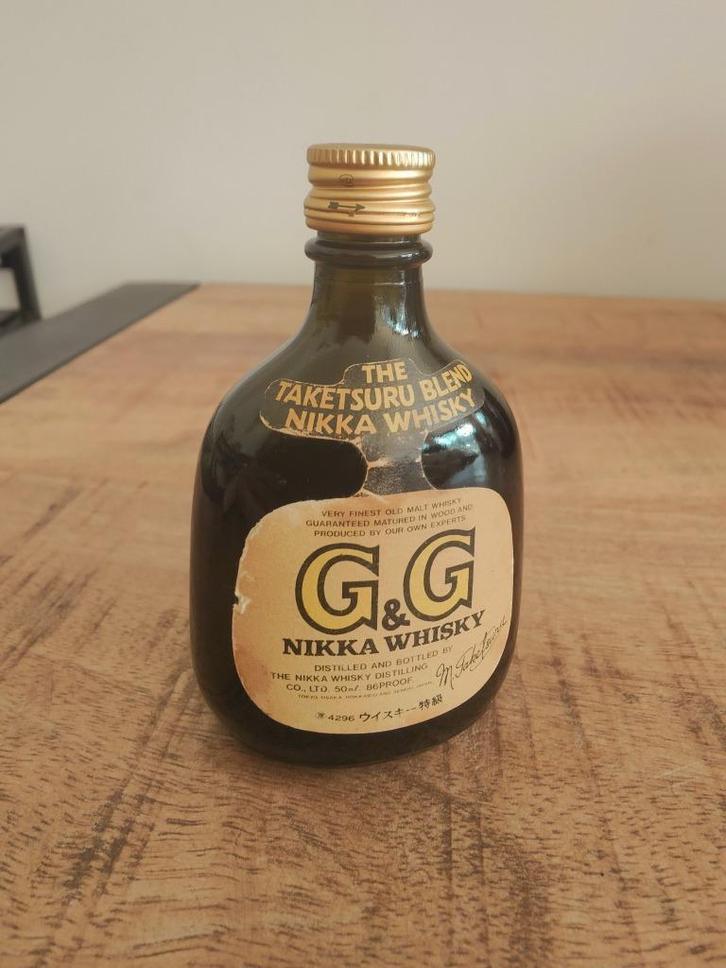 THE
TAKETSURU BLEND
NIKKA WHISKY
VERY FINEST OLD MALT WHISKY
GUARANTEED MATURED IN WOOD AND
PRODUCED BY OUR OWN EXPERTS
G&G
NIKKA WHISKY
DISTILLED AND BOTTLED BY
THE NIKKA WHISKY DISTILLING
CO., LTD. 50㎖. 86PROOF.
M. Taketsuru
4296 ウイスキー特級